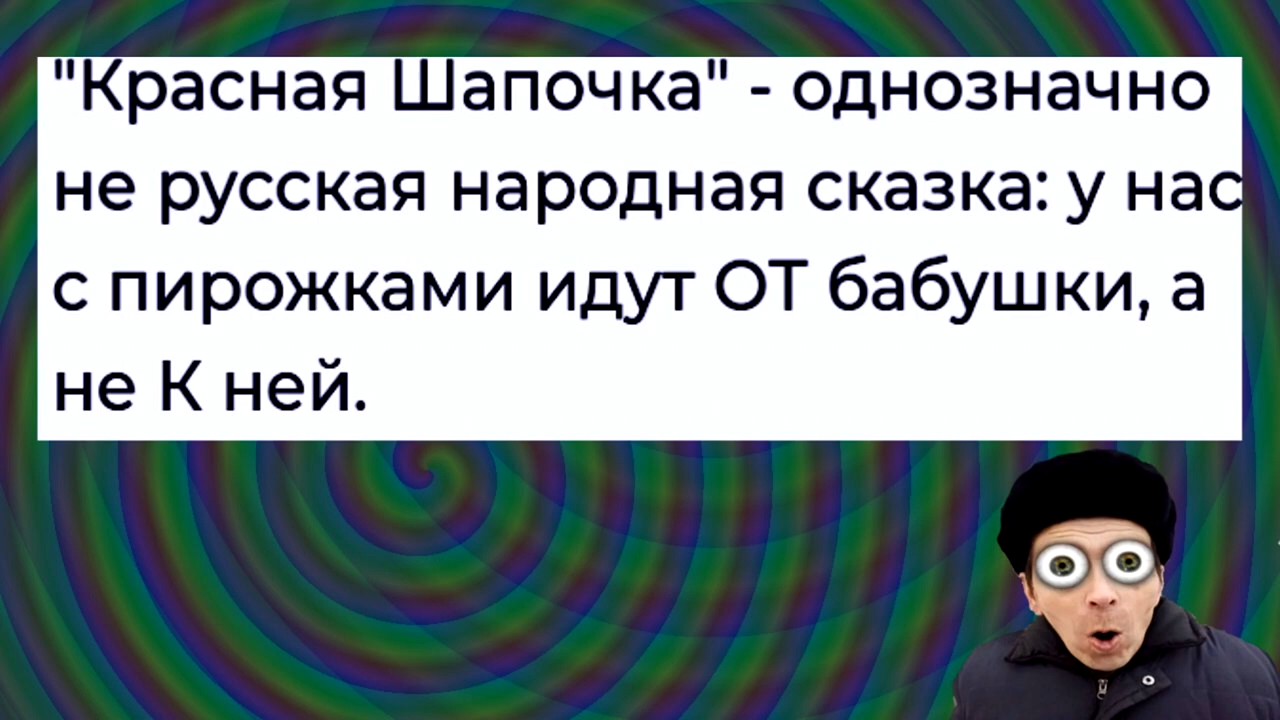 "Красная Шапочка" - однозначно
не русская народная сказка: у нас
с пирожками идут ОТ бабушки, а
не К ней.